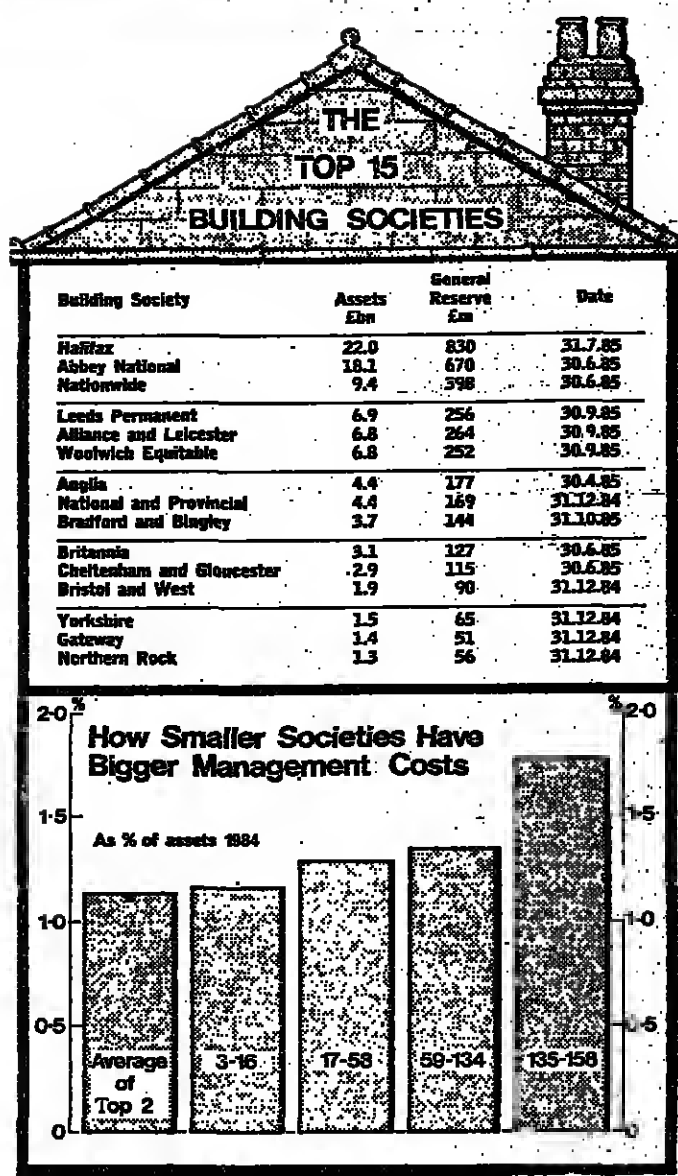 THE
TOP 15
BUILDING SOCIETIES
Building Society Assets £bn General Reserve £m Date
Halifax 22.0 830 31.7.85
Abbey National 18.1 670 30.6.85
Nationwide 9.4 398 30.6.85
Leeds Permanent 6.9 256 30.9.85
Alliance and Leicester 6.8 264 30.9.85
Woolwich Equitable 6.8 252 30.9.85
Anglia 4.4 177 30.4.85
National and Provincial 4.4 169 31.12.84
Bradford and Bingley 3.7 144 31.10.85
Britannia 3.1 127 30.6.85
Cheltenham and Gloucester 2.9 115 30.6.85
Bristol and West 1.9 90 31.12.84
Yorkshire 1.5 65 31.12.84
Gateway 1.4 51 31.12.84
Northern Rock 1.3 56 31.12.84
% %
2·0 2·0
How Smaller Societies Have
Bigger Management Costs
1·5 1·5
As % of assets 1984
1·0 1·0
0·5 0·5
Average of Top 2 3-16 17-58 59-134 135-158
0 0